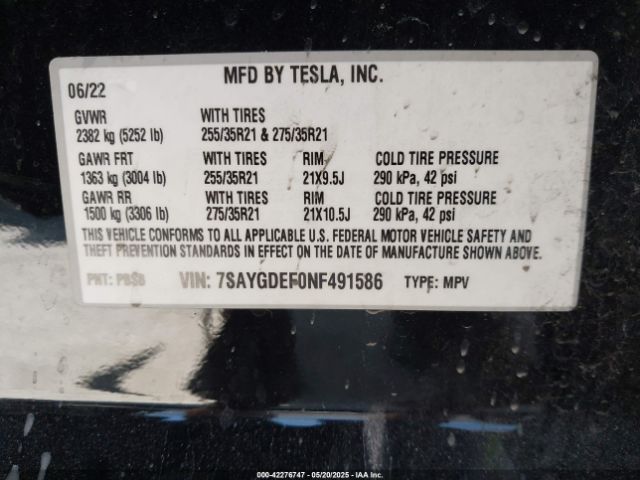 MFD BY TESLA, INC.
06/22
GVWR WITH TIRES
2382 kg (5252 lb) 255/35R21 & 275/35R21
GAWR FRT WITH TIRES RIM COLD TIRE PRESSURE
1363 kg (3004 lb) 255/35R21 21X9.5J 290 kPa, 42 psi
GAWR RR WITH TIRES RIM COLD TIRE PRESSURE
1500 kg (3306 lb) 275/35R21 21X10.5J 290 kPa, 42 psi
THIS VEHICLE CONFORMS TO ALL APPLICABLE U.S. FEDERAL MOTOR VEHICLE SAFETY AND
THEFT PREVENTION STANDARDS IN EFFECT ON THE DATE OF MANUFACTURE SHOWN ABOVE.
PNT: PBSB VIN: 7SAYGDEF0NF491586 TYPE: MPV
000-42276747 - 05/20/2025 - IAA Inc.